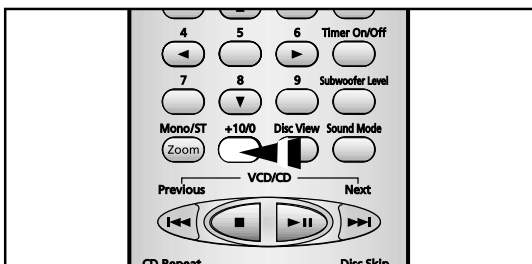 4 5 6 Timer On/Off
7 8 9 Subwoofer Level
Mono/ST +10/0 Disc View Sound Mode
Zoom
VCD/CD
Previous Next
CD Repeat Disc Skip